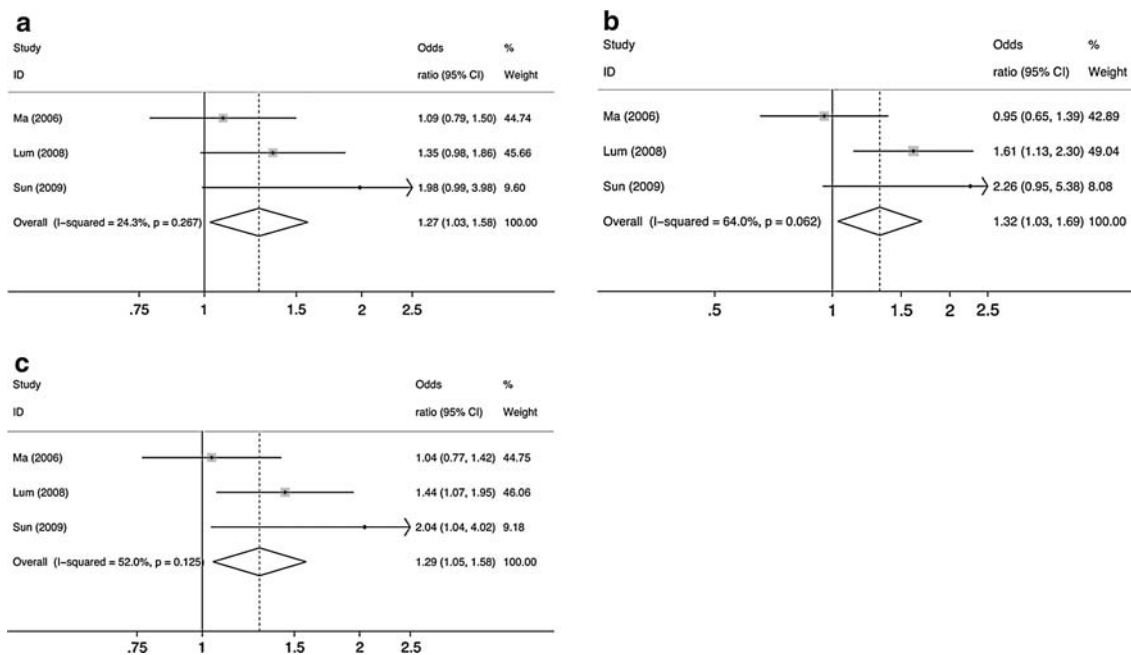 a
Study Odds %
ID ratio (95% CI) Weight
Ma (2006) 1.09 (0.79, 1.50) 44.74
Lum (2008) 1.35 (0.98, 1.86) 45.66
Sun (2009) 1.98 (0.99, 3.98) 9.60
Overall (I-squared = 24.3%, p = 0.267) 1.27 (1.03, 1.58) 100.00
.75 1 1.5 2 2.5
b
Study Odds %
ID ratio (95% CI) Weight
Ma (2006) 0.95 (0.65, 1.39) 42.89
Lum (2008) 1.61 (1.13, 2.30) 49.04
Sun (2009) 2.26 (0.95, 5.38) 8.08
Overall (I-squared = 64.0%, p = 0.062) 1.32 (1.03, 1.69) 100.00
.5 1 1.5 2 2.5
c
Study Odds %
ID ratio (95% CI) Weight
Ma (2006) 1.04 (0.77, 1.42) 44.75
Lum (2008) 1.44 (1.07, 1.95) 46.06
Sun (2009) 2.04 (1.04, 4.02) 9.18
Overall (I-squared = 52.0%, p = 0.125) 1.29 (1.05, 1.58) 100.00
.75 1 1.5 2 2.5